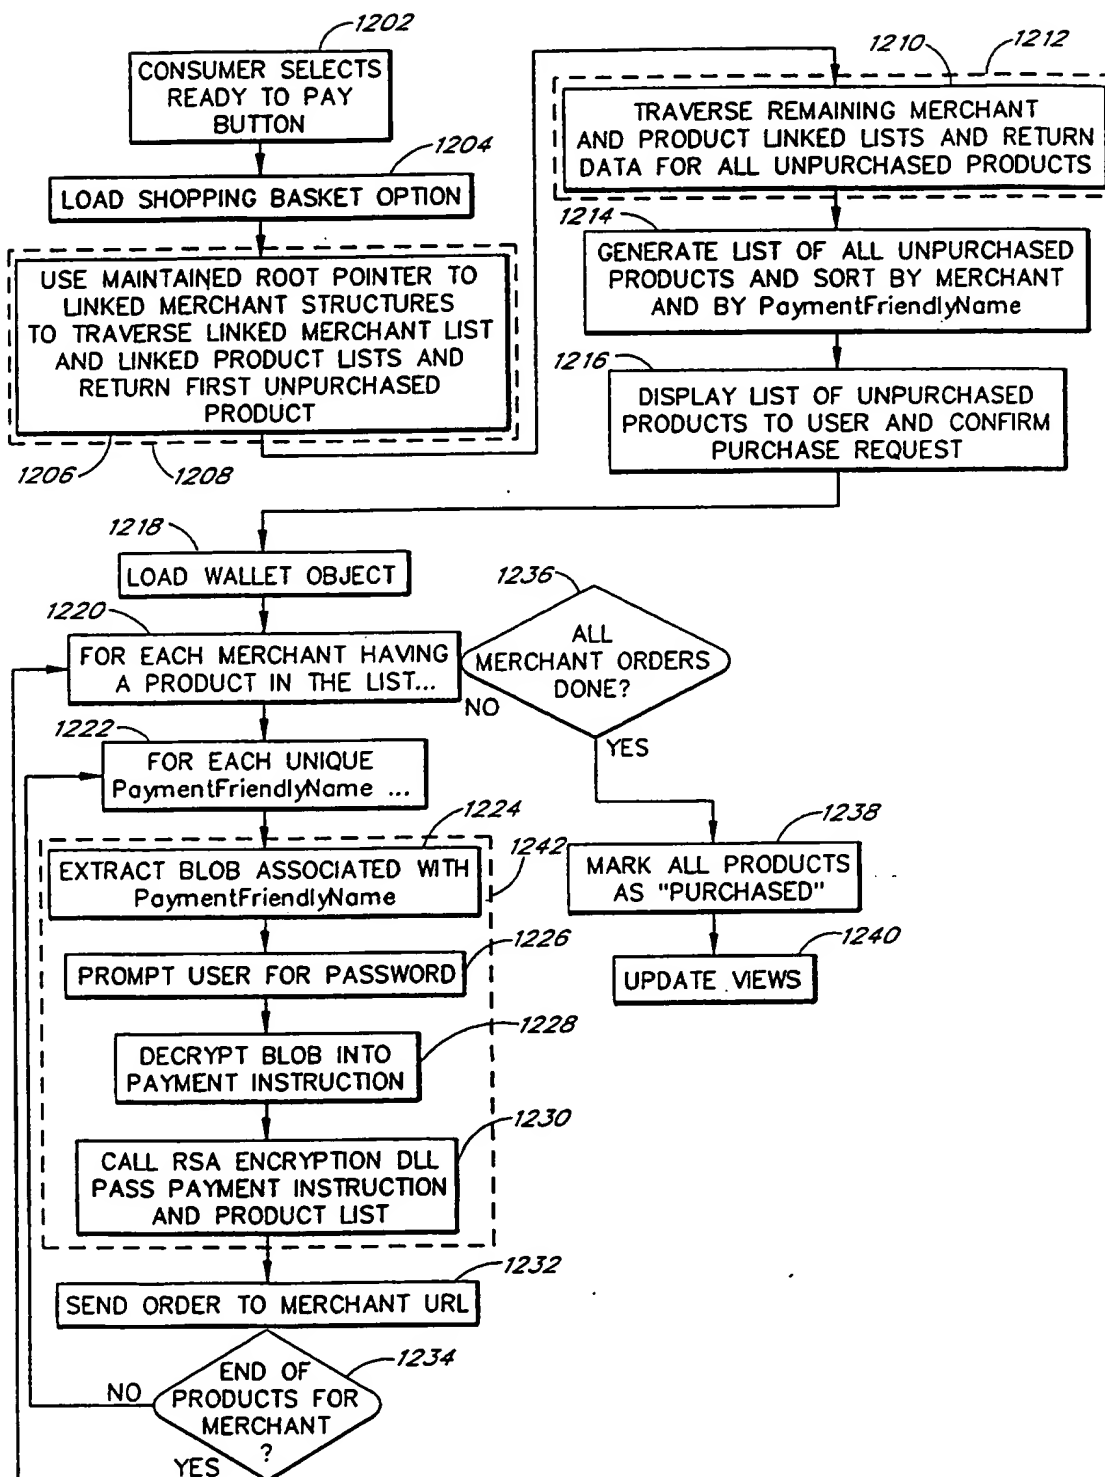 1202
CONSUMER SELECTS
READY TO PAY
BUTTON
1204
LOAD SHOPPING BASKET OPTION
USE MAINTAINED ROOT POINTER TO
LINKED MERCHANT STRUCTURES
TO TRAVERSE LINKED MERCHANT LIST
AND LINKED PRODUCT LISTS AND
RETURN FIRST UNPURCHASED
PRODUCT
1206
1208
1210
1212
TRAVERSE REMAINING MERCHANT
AND PRODUCT LINKED LISTS AND RETURN
DATA FOR ALL UNPURCHASED PRODUCTS
1214
GENERATE LIST OF ALL UNPURCHASED
PRODUCTS AND SORT BY MERCHANT
AND BY PaymentFriendlyName
1216
DISPLAY LIST OF UNPURCHASED
PRODUCTS TO USER AND CONFIRM
PURCHASE REQUEST
1218
LOAD WALLET OBJECT
1220
FOR EACH MERCHANT HAVING
A PRODUCT IN THE LIST...
1222
FOR EACH UNIQUE
PaymentFriendlyName ...
1224
1242
EXTRACT BLOB ASSOCIATED WITH
PaymentFriendlyName
1226
PROMPT USER FOR PASSWORD
1228
DECRYPT BLOB INTO
PAYMENT INSTRUCTION
1230
CALL RSA ENCRYPTION DLL
PASS PAYMENT INSTRUCTION
AND PRODUCT LIST
1232
SEND ORDER TO MERCHANT URL
1234
END OF
PRODUCTS FOR
MERCHANT
?
NO
YES
1236
ALL
MERCHANT ORDERS
DONE?
NO
YES
1238
MARK ALL PRODUCTS
AS "PURCHASED"
1240
UPDATE VIEWS